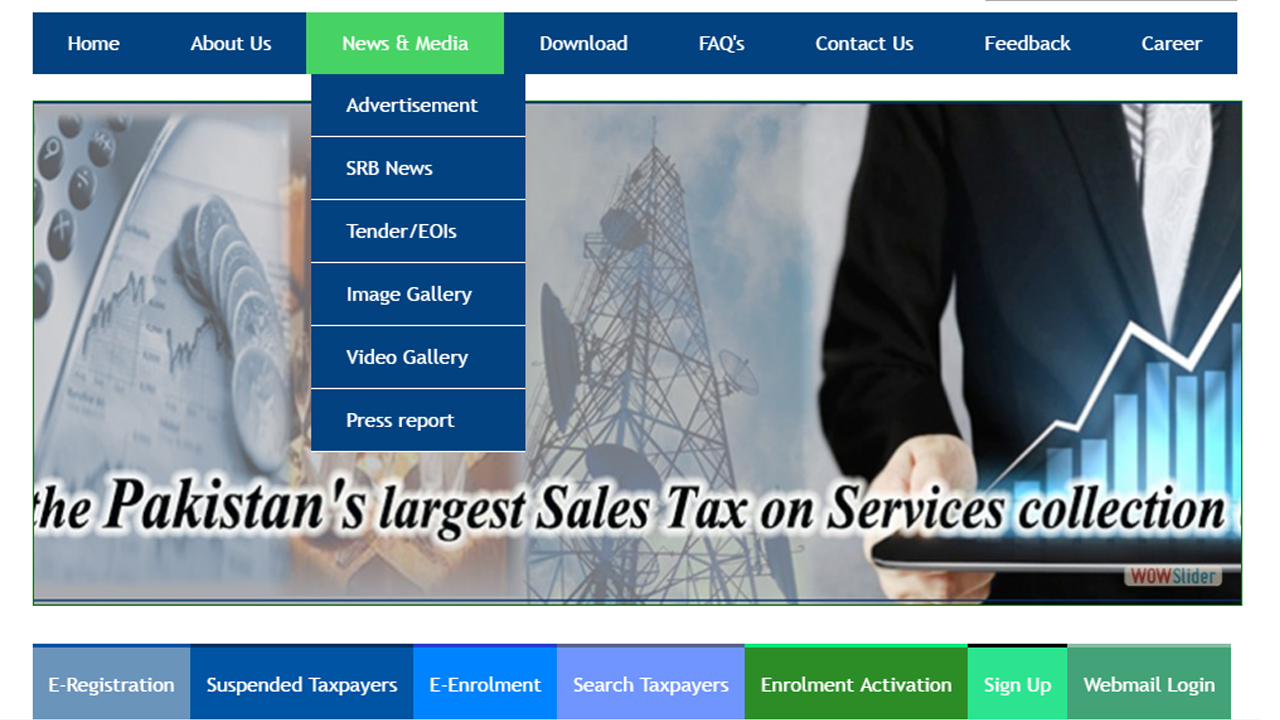 Home About Us News & Media Download FAQ's Contact Us Feedback Career
Advertisement
SRB News
Tender/EOIs
Image Gallery
Video Gallery
Press report
the Pakistan's largest Sales Tax on Services collection
WOWSlider
E-Registration Suspended Taxpayers E-Enrolment Search Taxpayers Enrolment Activation Sign Up Webmail Login